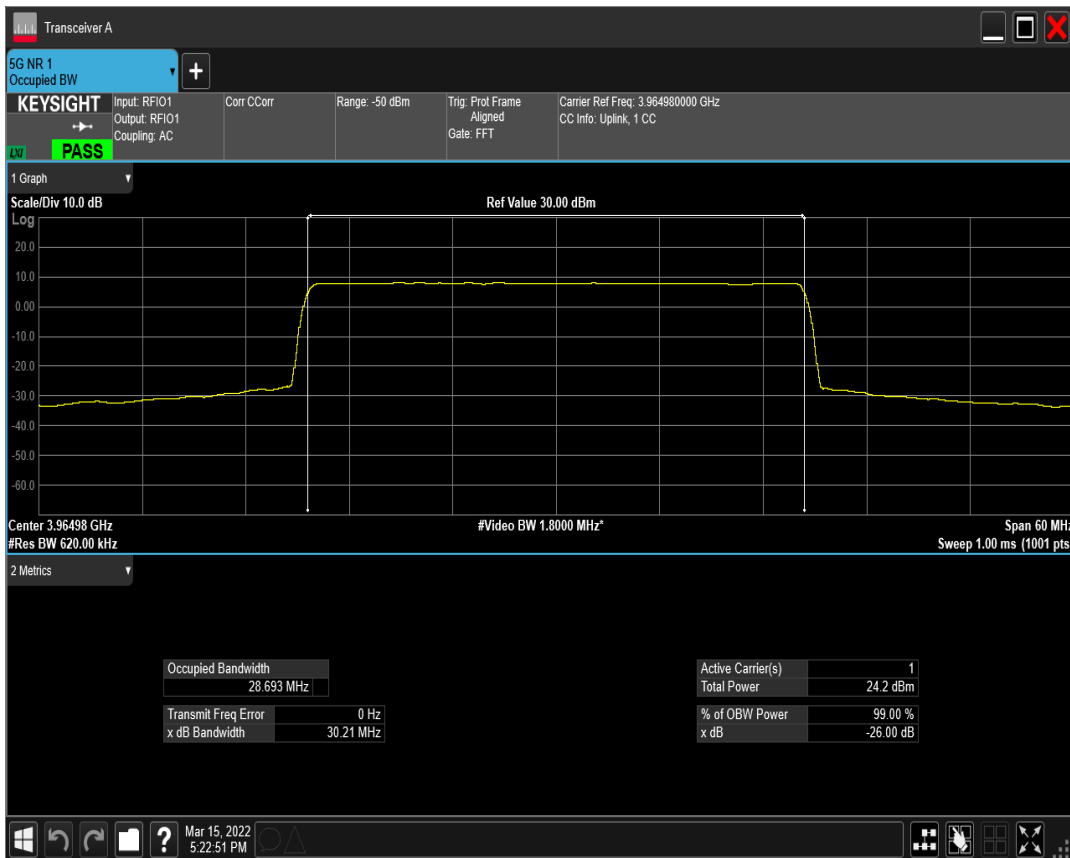 Transceiver A
5G NR 1
Occupied BW
+
KEYSIGHT
LXI
PASS
Input: RFIO1
Output: RFIO1
Coupling: AC
Corr CCorr
Range: -50 dBm
Trig: Prot Frame
Aligned
Gate: FFT
Carrier Ref Freq: 3.964980000 GHz
CC Info: Uplink, 1 CC
1 Graph
Scale/Div 10.0 dB
Ref Value 30.00 dBm
Log
20.0
10.0
0.00
-10.0
-20.0
-30.0
-40.0
-50.0
-60.0
Center 3.96498 GHz
#Video BW 1.8000 MHz*
Span 60 MHz
#Res BW 620.00 kHz
Sweep 1.00 ms (1001 pts
2 Metrics
Occupied Bandwidth
28.693 MHz
Transmit Freq Error 0 Hz
x dB Bandwidth 30.21 MHz
Active Carrier(s) 1
Total Power 24.2 dBm
% of OBW Power 99.00 %
x dB -26.00 dB
?
Mar 15, 2022
5:22:51 PM